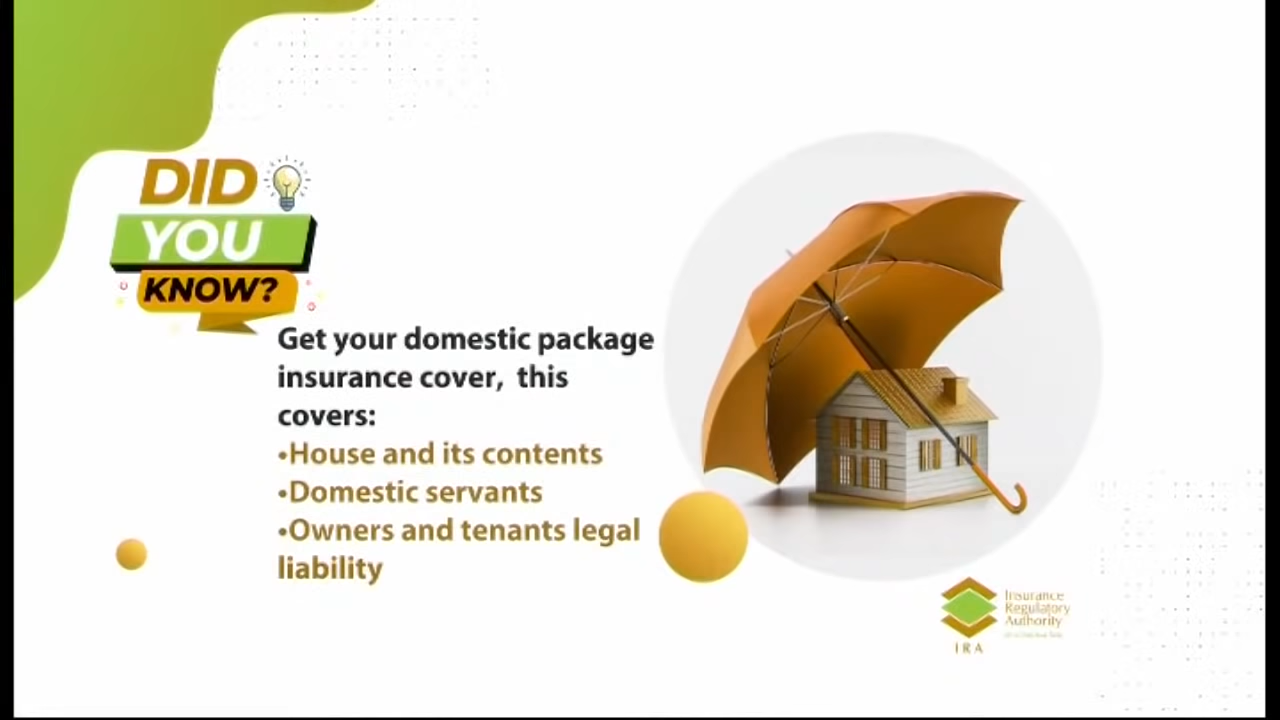 DID
YOU
KNOW?
Get your domestic package
insurance cover, this
covers:
•House and its contents
•Domestic servants
•Owners and tenants legal
liability
Insurance
Regulatory
Authority
IRA